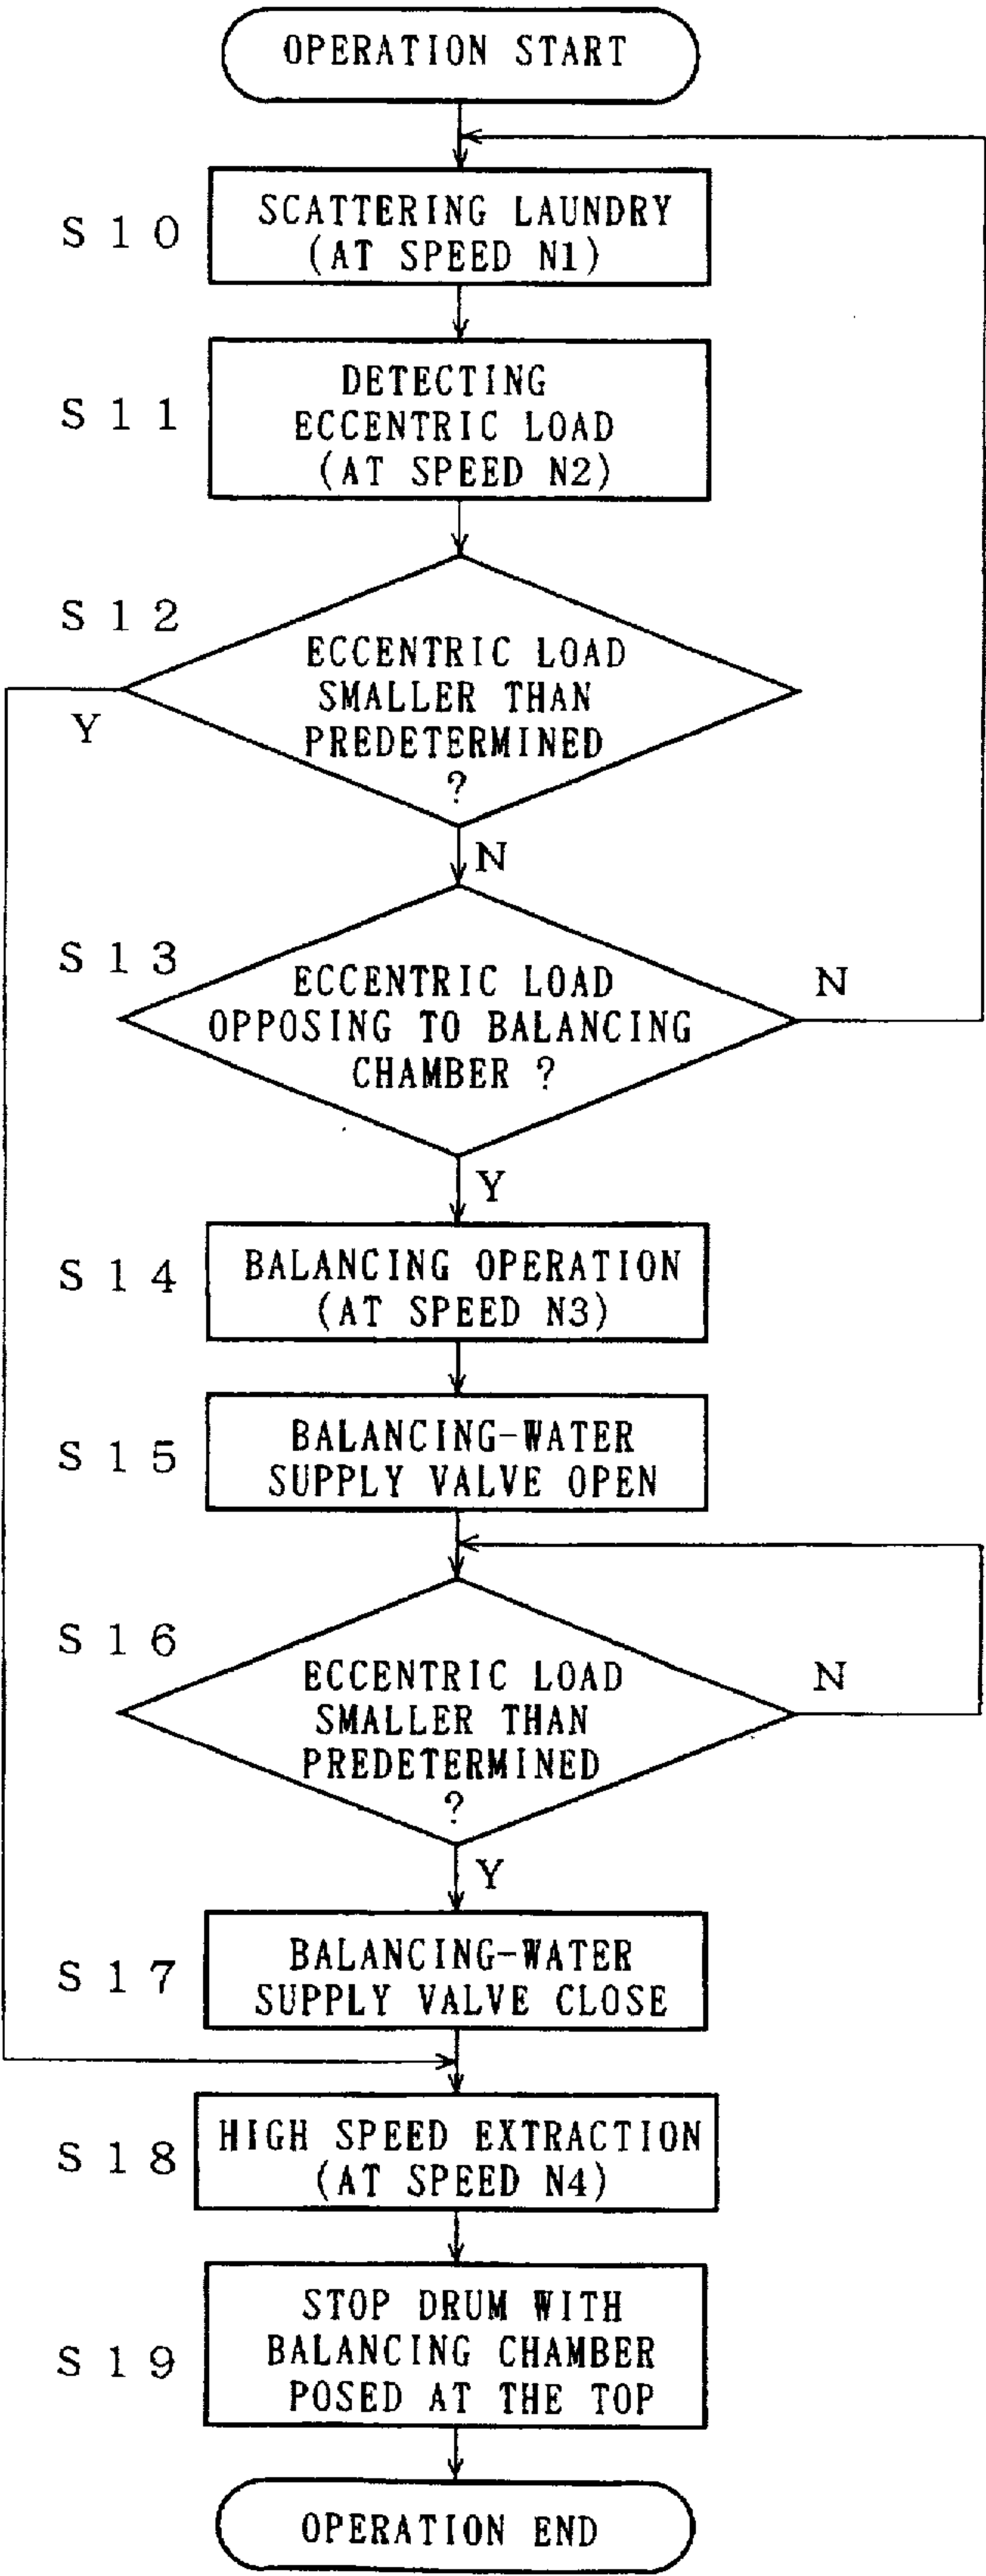 OPERATION START
S10
SCATTERING LAUNDRY
(AT SPEED N1)
S11
DETECTING
ECCENTRIC LOAD
(AT SPEED N2)
S12
ECCENTRIC LOAD
SMALLER THAN
PREDETERMINED
?
Y
N
S13
ECCENTRIC LOAD
OPPOSING TO BALANCING
CHAMBER ?
N
Y
S14
BALANCING OPERATION
(AT SPEED N3)
S15
BALANCING-WATER
SUPPLY VALVE OPEN
S16
ECCENTRIC LOAD
SMALLER THAN
PREDETERMINED
?
N
Y
S17
BALANCING-WATER
SUPPLY VALVE CLOSE
S18
HIGH SPEED EXTRACTION
(AT SPEED N4)
S19
STOP DRUM WITH
BALANCING CHAMBER
POSED AT THE TOP
OPERATION END